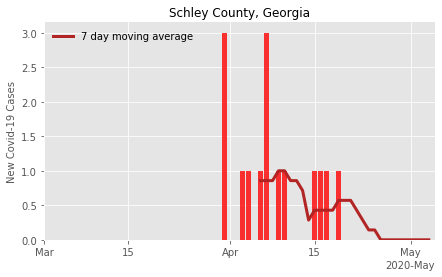 Schley County, Georgia
7 day moving average
New Covid-19 Cases
3.0
2.5
2.0
1.5
1.0
0.5
0.0
Mar 15 Apr 15 May
2020-May